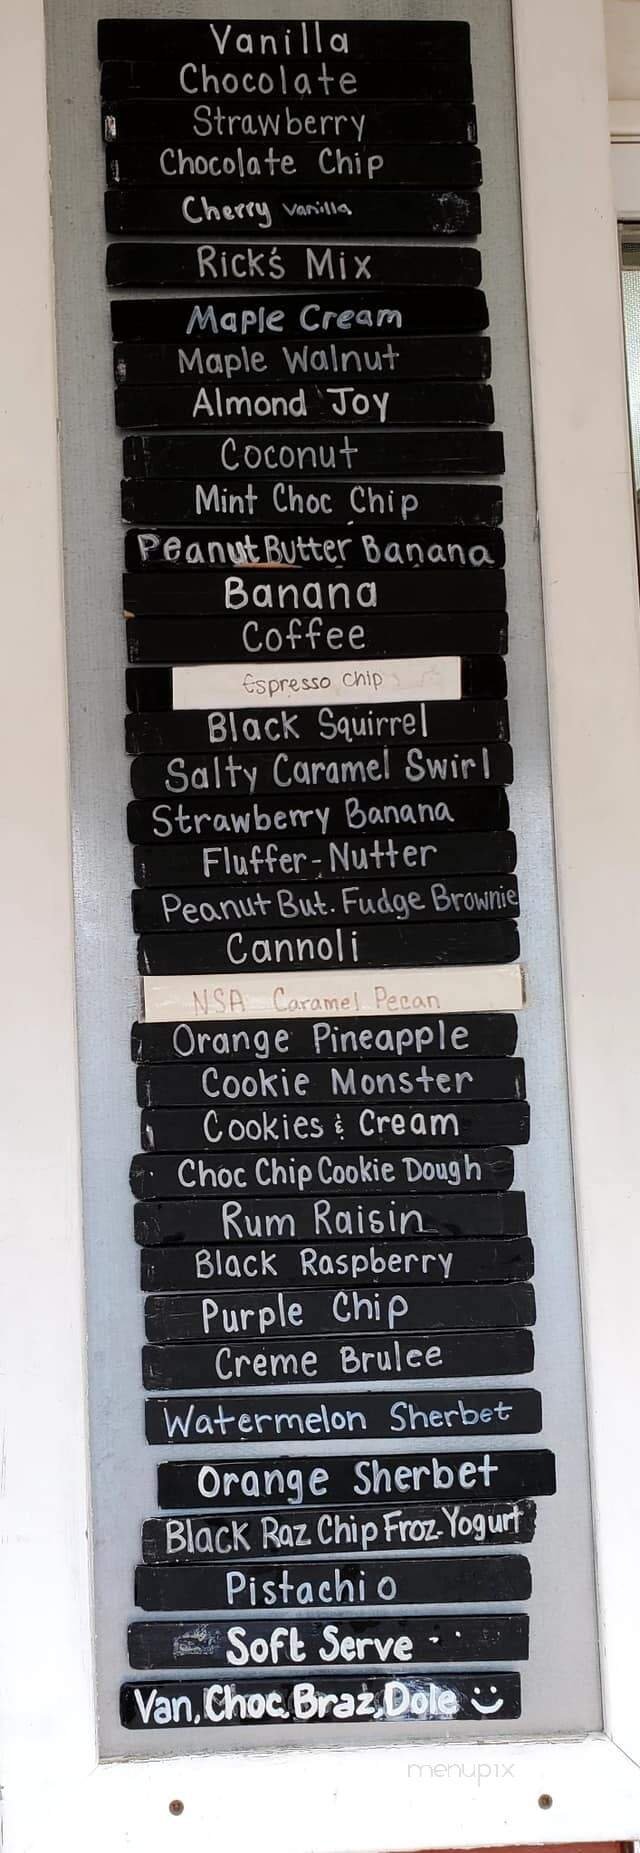 Vanilla
Chocolate
Strawberry
Chocolate Chip
Cherry Vanilla
Rick's Mix
Maple Cream
Maple Walnut
Almond Joy
Coconut
Mint Choc Chip
Peanut Butter Banana
Banana
Coffee
Espresso chip
Black Squirrel
Salty Caramel Swirl
Strawberry Banana
Fluffer-Nutter
Peanut But. Fudge Brownie
Cannoli
NSA Caramel Pecan
Orange Pineapple
Cookie Monster
Cookies & Cream
Choc Chip Cookie Dough
Rum Raisin
Black Raspberry
Purple Chip
Creme Brulee
Watermelon Sherbet
Orange Sherbet
Black Raz Chip Froz. Yogurt
Pistachio
Soft Serve
Van, Choc, Braz, Dole
menupix